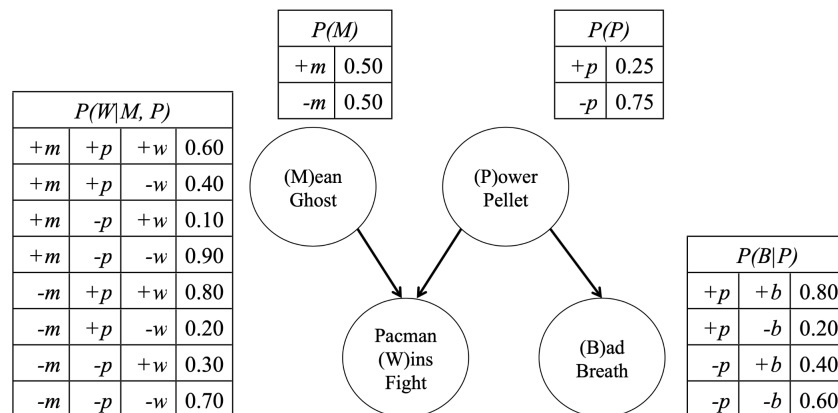 P(M)
+m 0.50
-m 0.50
P(P)
+p 0.25
-p 0.75
P(W|M, P)
+m +p +w 0.60
+m +p -w 0.40
+m -p +w 0.10
+m -p -w 0.90
-m +p +w 0.80
-m +p -w 0.20
-m -p +w 0.30
-m -p -w 0.70
(M)ean
Ghost
(P)ower
Pellet
Pacman
(W)ins
Fight
(B)ad
Breath
P(B|P)
+p +b 0.80
+p -b 0.20
-p +b 0.40
-p -b 0.60